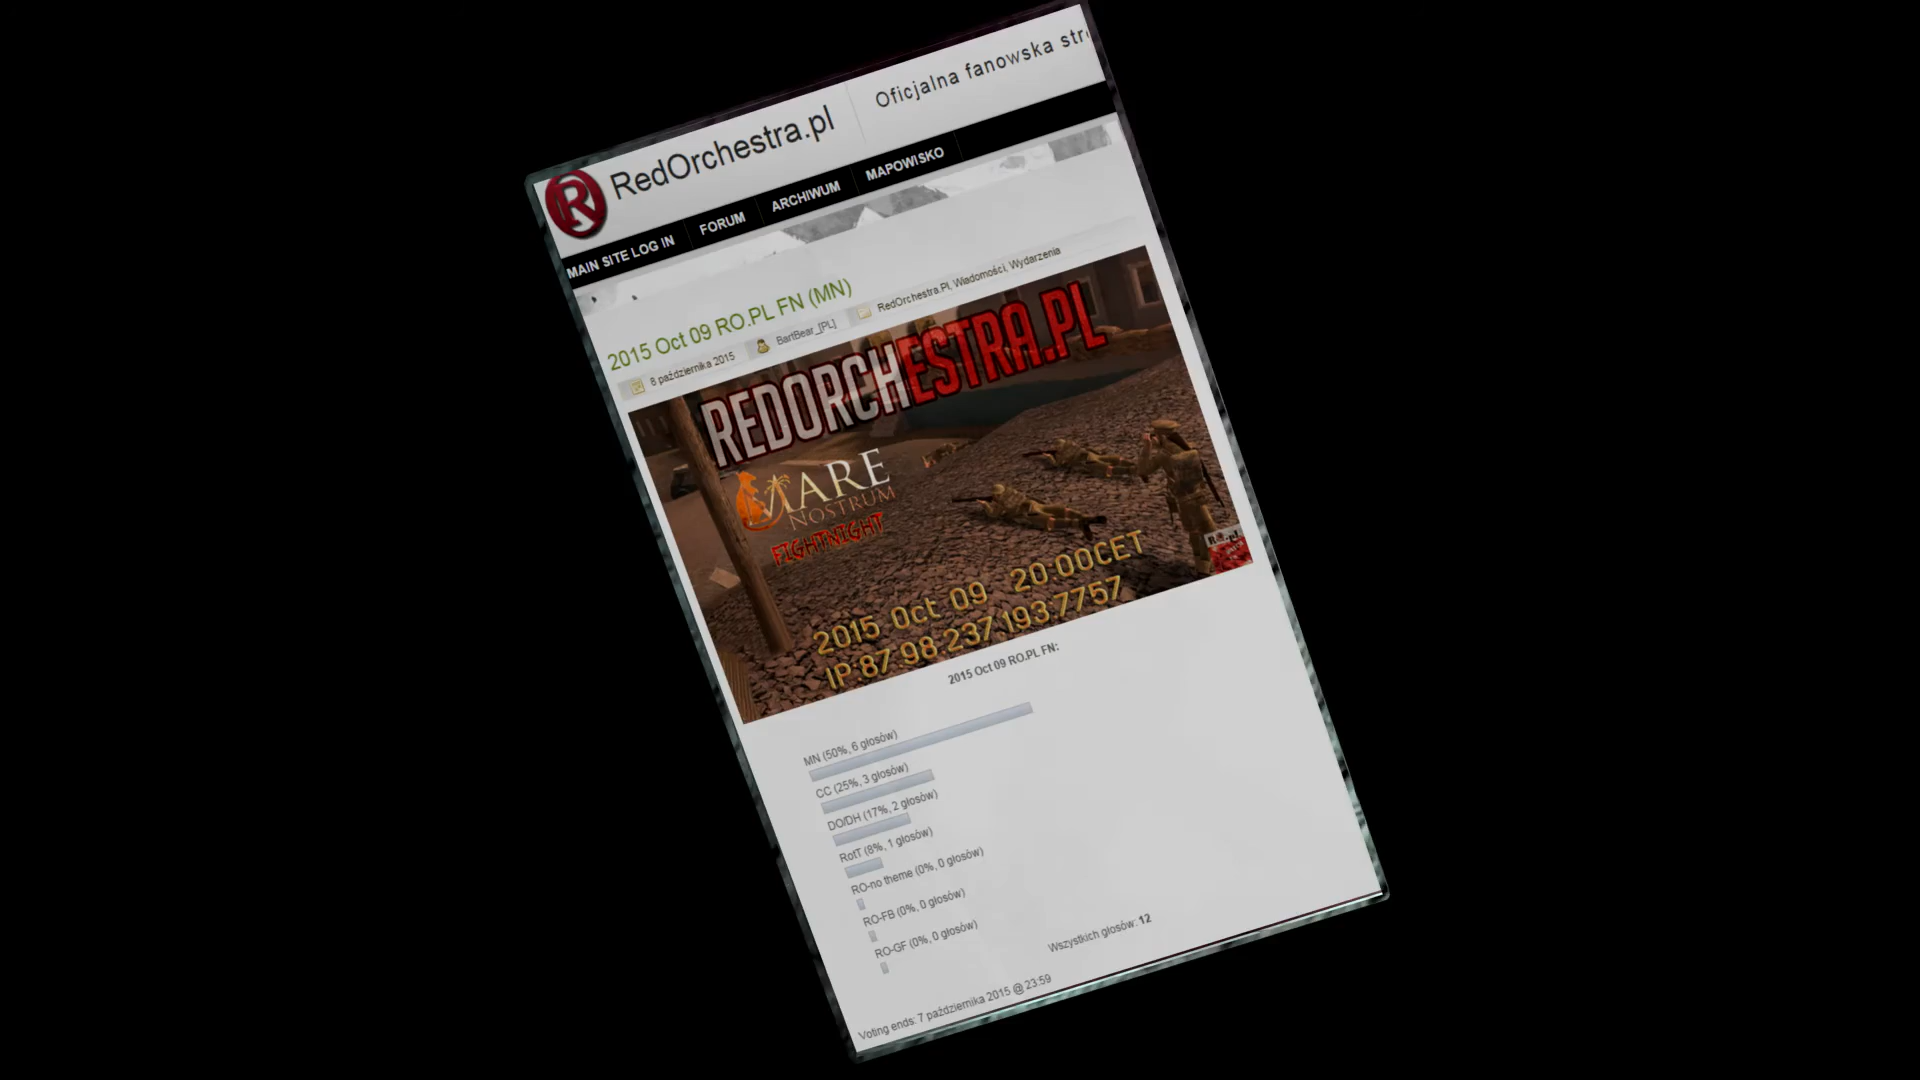 RedOrchestra.pl
Oficjalna fanowska
MAIN SITE LOG IN FORUM ARCHIWUM MAPOWISKO
2015 Oct 09 RO.PL FN (MN)
8 października 2015 BartBear_[PL] RedOrchestra.Pl, Wiadomości, Wydarzenia
REDORCHESTRA.PL
MARE
NOSTRUM
FIGHTNIGHT
RO.pl
2015 Oct 09 20:00CET
IP:87.98.237.193:7757
2015 Oct 09 RO.PL FN:
MN (50%, 6 głosów)
CC (25%, 3 głosów)
DO/DH (17%, 2 głosów)
RotT (8%, 1 głosów)
RO-no theme (0%, 0 głosów)
RO-FB (0%, 0 głosów)
RO-GF (0%, 0 głosów)
Wszystkich głosów: 12
Voting ends: 7 października 2015 @ 23:59